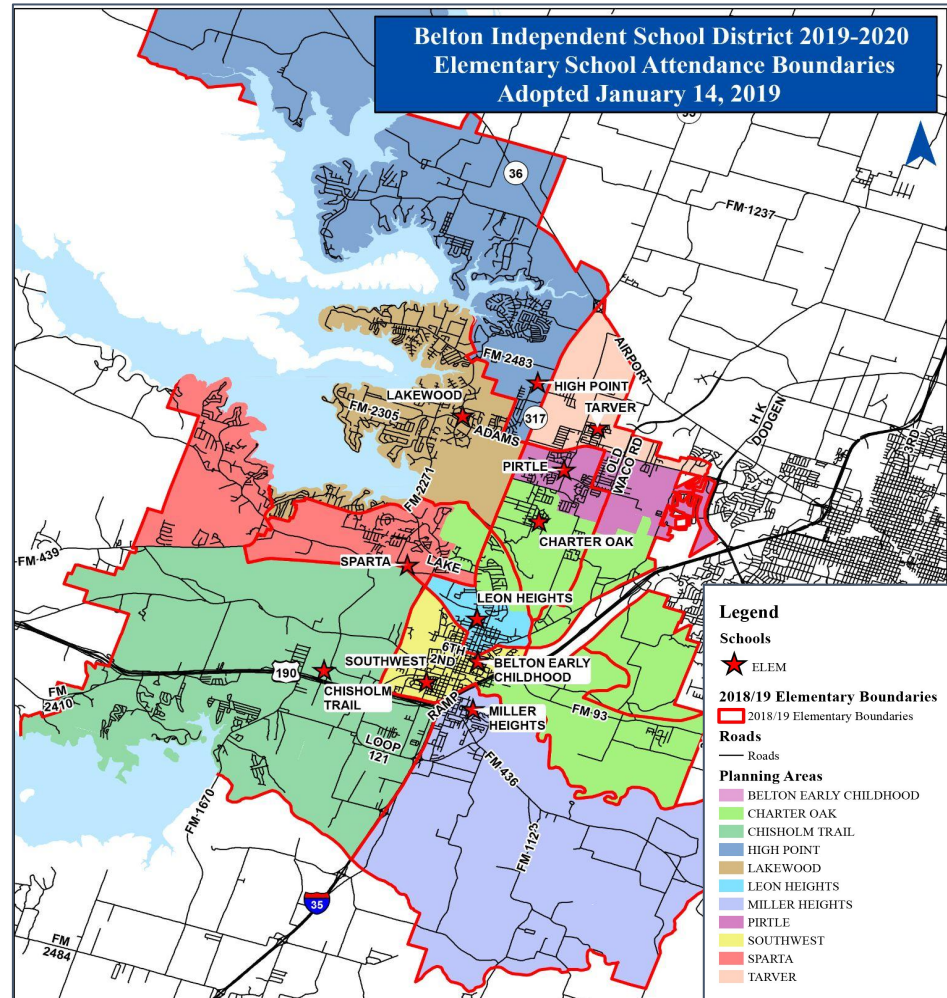 Belton Independent School District 2019-2020
Elementary School Attendance Boundaries
Adopted January 14, 2019
36
FM-1237
AIRPORT
FM-2483
HIGH POINT
LAKEWOOD
FM-2305
ADAMS
317
TARVER
H K
DODGEN
3RD
PIRTLE
OLD
WACO RD
FM-2271
CHARTER OAK
FM-439
SPARTA
LAKE
LEON HEIGHTS
6TH
SOUTHWEST
2ND
BELTON EARLY
CHILDHOOD
190
FM
2410
CHISHOLM
TRAIL
RAMP
MILLER
HEIGHTS
FM-93
LOOP
121
FM-436
FM-1670
FM-1123
35
FM
2484
Legend
Schools
ELEM
2018/19 Elementary Boundaries
2018/19 Elementary Boundaries
Roads
Roads
Planning Areas
BELTON EARLY CHILDHOOD
CHARTER OAK
CHISHOLM TRAIL
HIGH POINT
LAKEWOOD
LEON HEIGHTS
MILLER HEIGHTS
PIRTLE
SOUTHWEST
SPARTA
TARVER